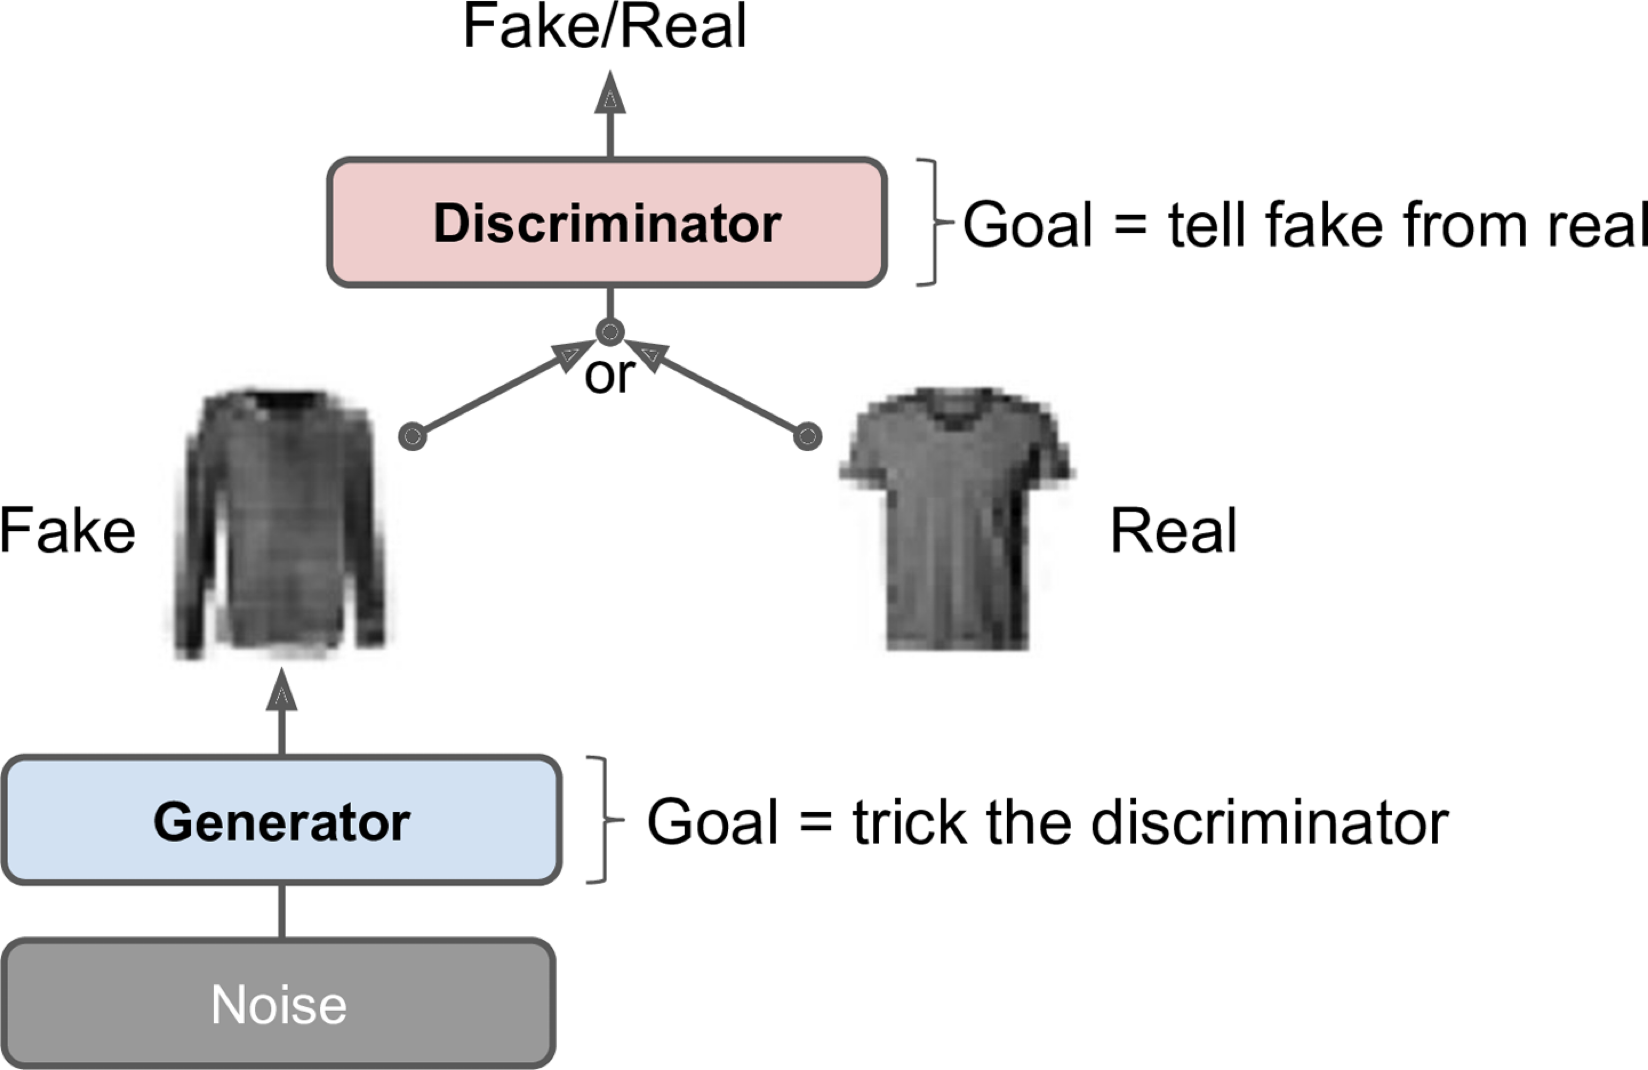 Fake/Real
Discriminator
Goal = tell fake from real
or
Fake
Real
Generator
Goal = trick the discriminator
Noise